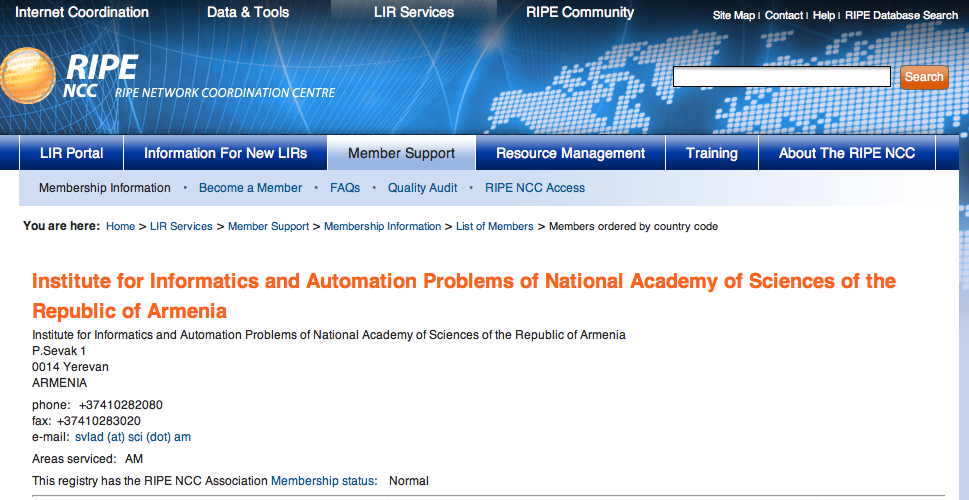 Internet Coordination Data & Tools LIR Services RIPE Community
Site Map | Contact | Help | RIPE Database Search
RIPE
NCC RIPE NETWORK COORDINATION CENTRE
Search
LIR Portal Information For New LIRs Member Support Resource Management Training About The RIPE NCC
Membership Information • Become a Member • FAQs • Quality Audit • RIPE NCC Access
You are here: Home > LIR Services > Member Support > Membership Information > List of Members > Members ordered by country code
Institute for Informatics and Automation Problems of National Academy of Sciences of the
Republic of Armenia
Institute for Informatics and Automation Problems of National Academy of Sciences of the Republic of Armenia
P.Sevak 1
0014 Yerevan
ARMENIA
phone: +37410282080
fax: +37410283020
e-mail: svlad (at) sci (dot) am
Areas serviced: AM
This registry has the RIPE NCC Association Membership status: Normal